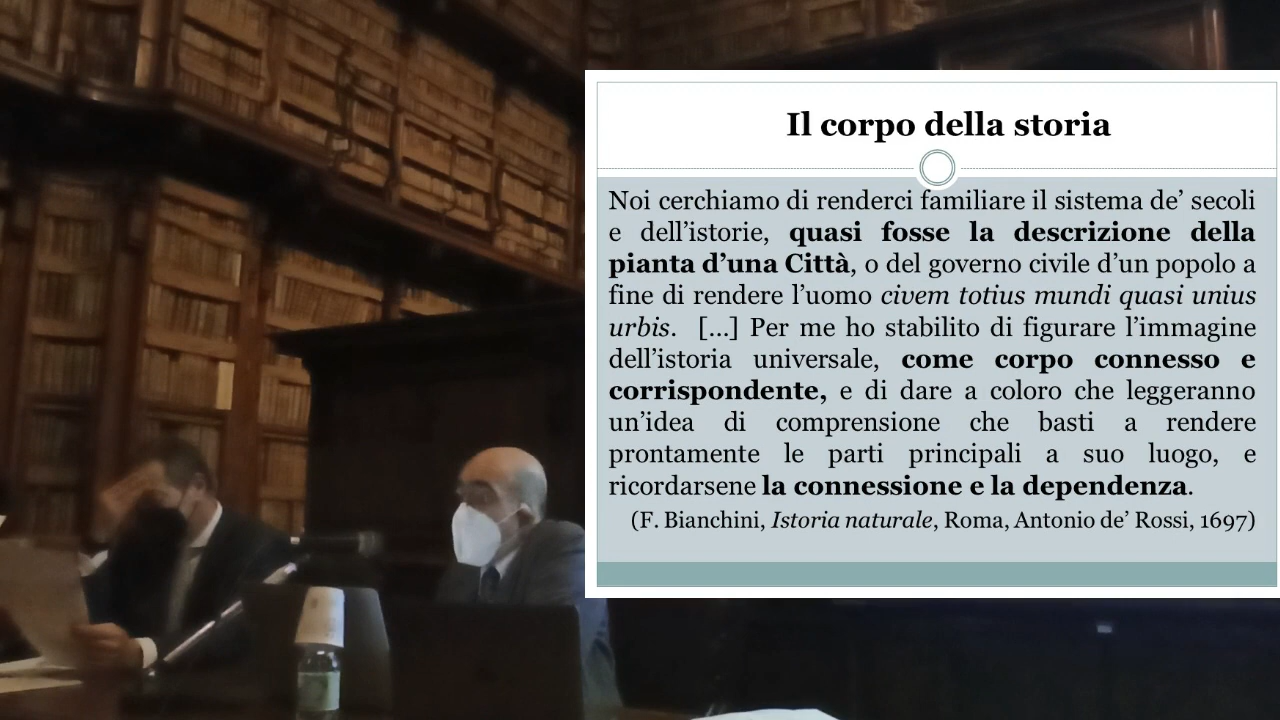 Il corpo della storia
Noi cerchiamo di renderci familiare il sistema de’ secoli
e dell’istorie, quasi fosse la descrizione della
pianta d’una Città, o del governo civile d’un popolo a
fine di rendere l’uomo civem totius mundi quasi unius
urbis. [...] Per me ho stabilito di figurare l’immagine
dell’istoria universale, come corpo connesso e
corrispondente, e di dare a coloro che leggeranno
un’idea di comprensione che basti a rendere
prontamente le parti principali a suo luogo, e
ricordarsene la connessione e la dependenza.
(F. Bianchini, Istoria naturale, Roma, Antonio de’ Rossi, 1697)